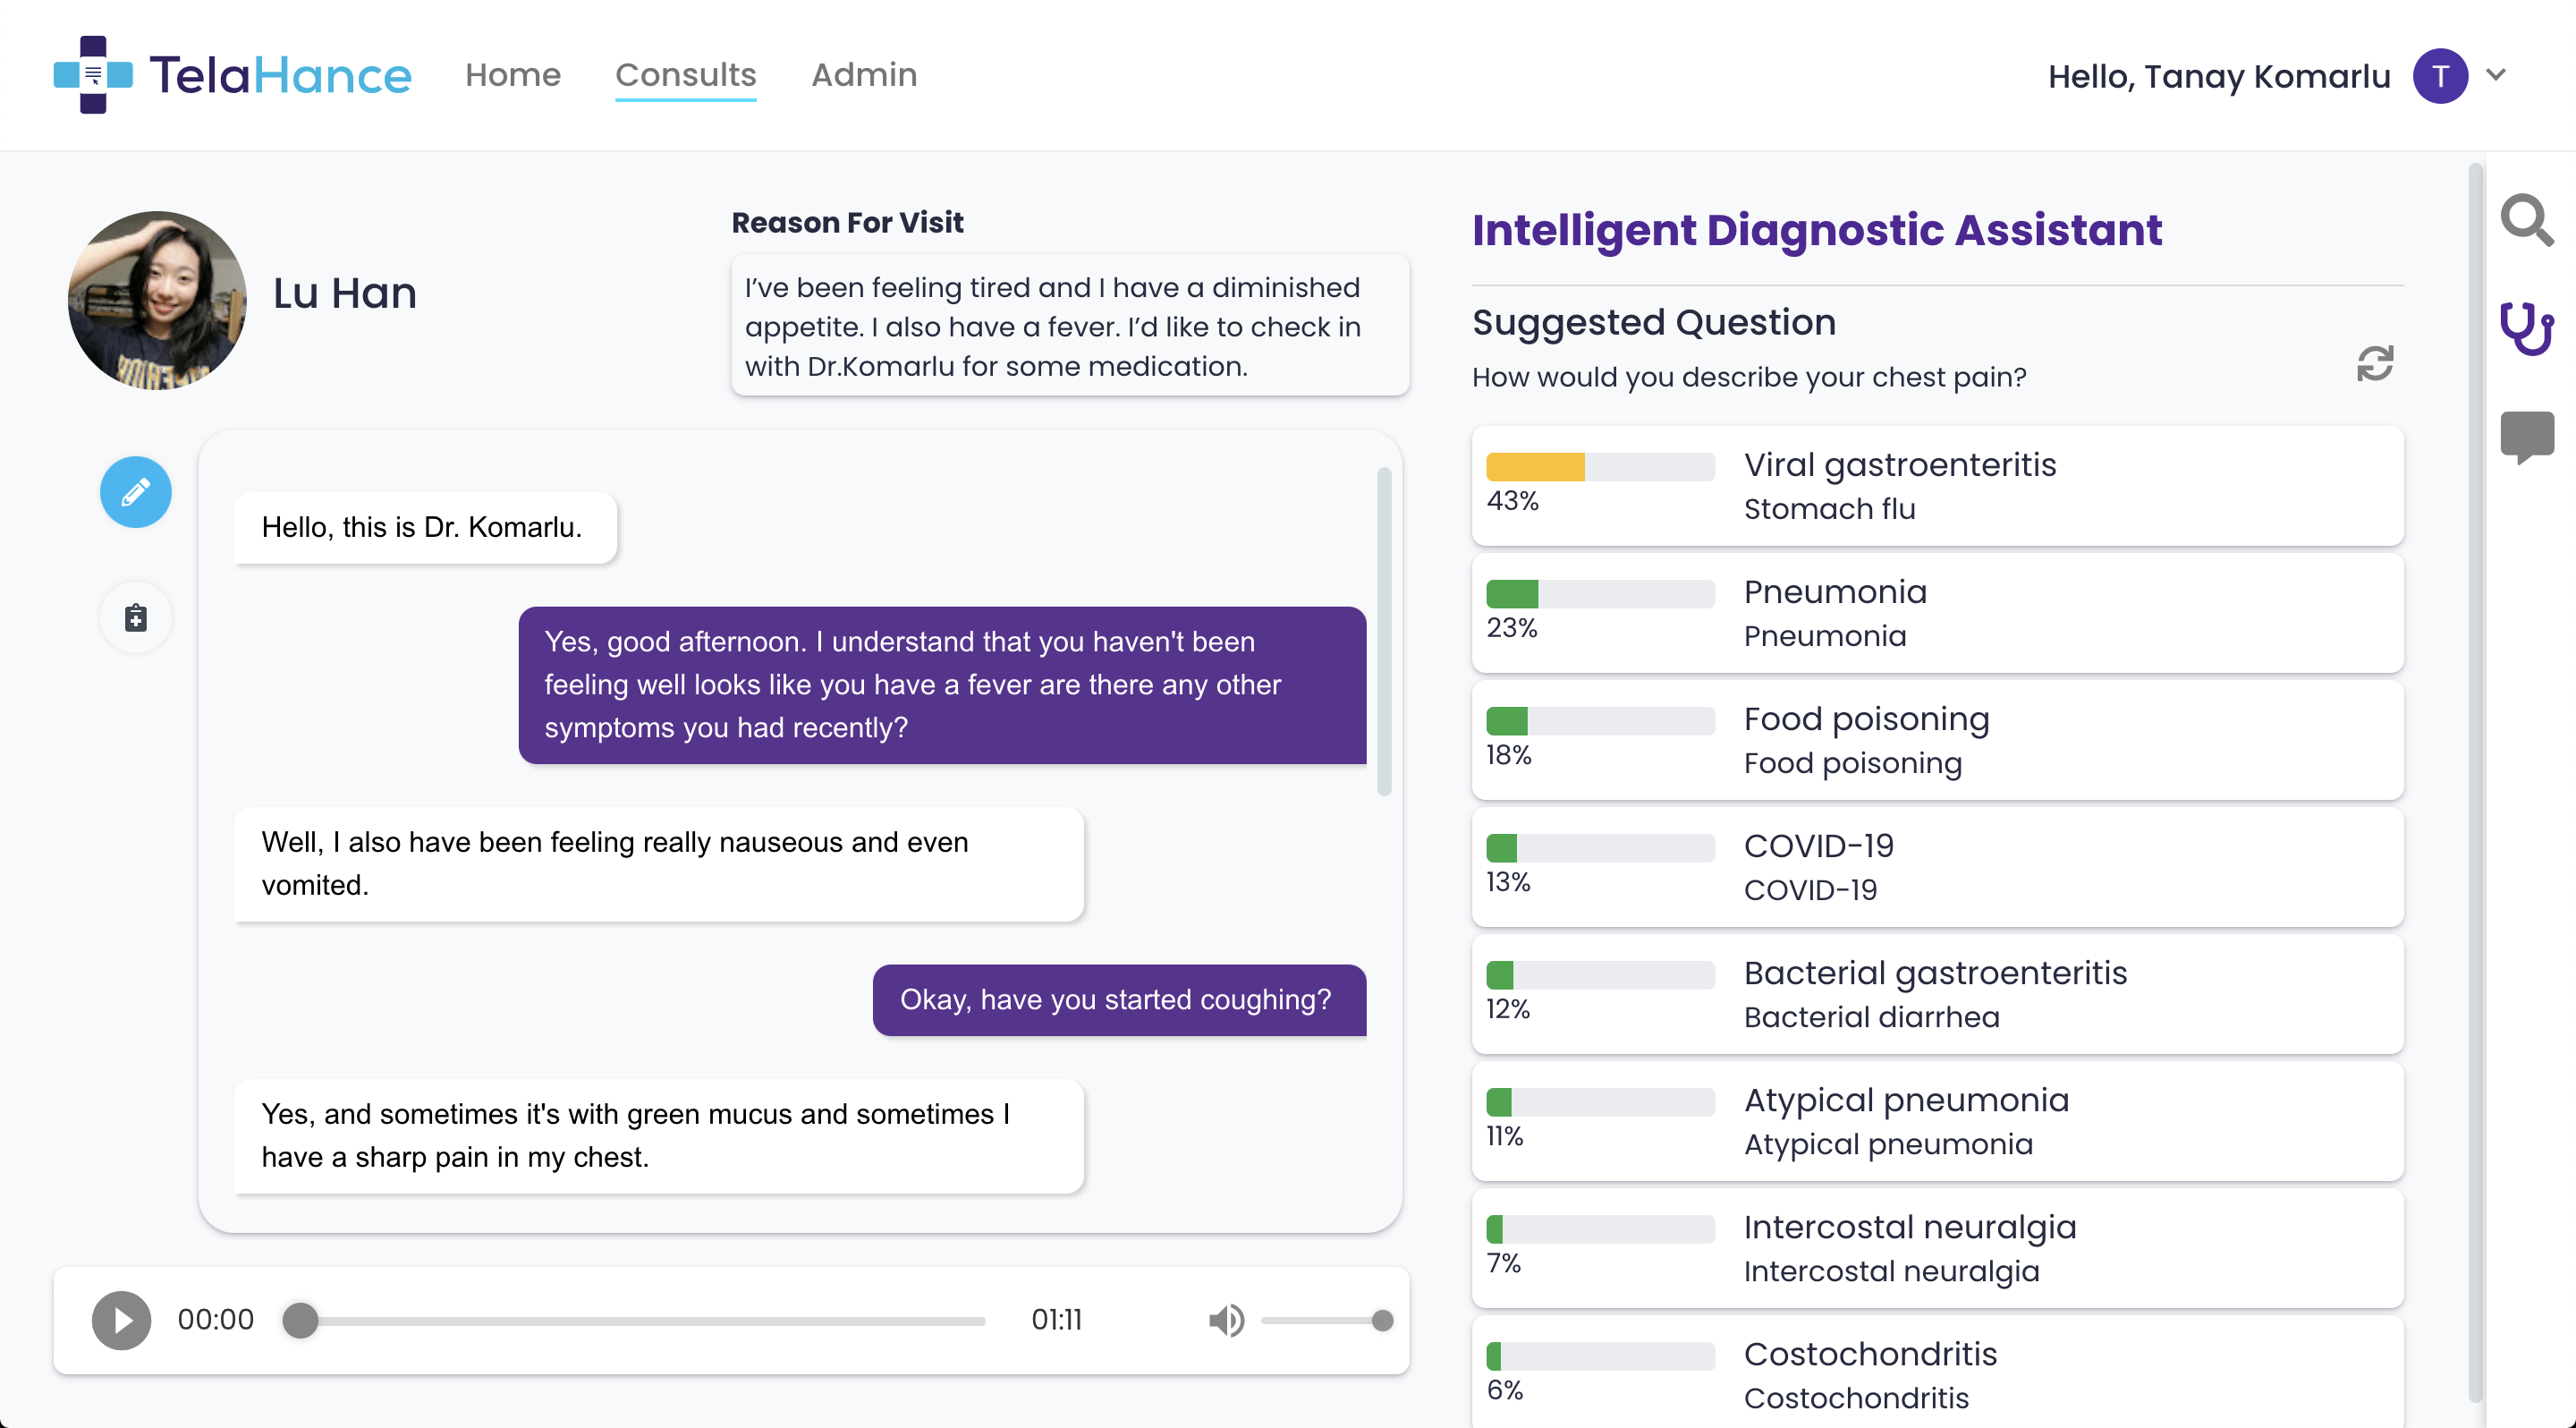 TelaHance
Home
Consults
Admin
Hello, Tanay Komarlu
T
Lu Han
Reason For Visit
I've been feeling tired and I have a diminished
appetite. I also have a fever. I'd like to check in
with Dr.Komarlu for some medication.
Hello, this is Dr. Komarlu.
Yes, good afternoon. I understand that you haven't been
feeling well looks like you have a fever are there any other
symptoms you had recently?
Well, I also have been feeling really nauseous and even
vomited.
Okay, have you started coughing?
Yes, and sometimes it's with green mucus and sometimes I
have a sharp pain in my chest.
00:00
01:11
Intelligent Diagnostic Assistant
Suggested Question
How would you describe your chest pain?
43%
Viral gastroenteritis
Stomach flu
23%
Pneumonia
Pneumonia
18%
Food poisoning
Food poisoning
13%
COVID-19
COVID-19
12%
Bacterial gastroenteritis
Bacterial diarrhea
11%
Atypical pneumonia
Atypical pneumonia
7%
Intercostal neuralgia
Intercostal neuralgia
6%
Costochondritis
Costochondritis